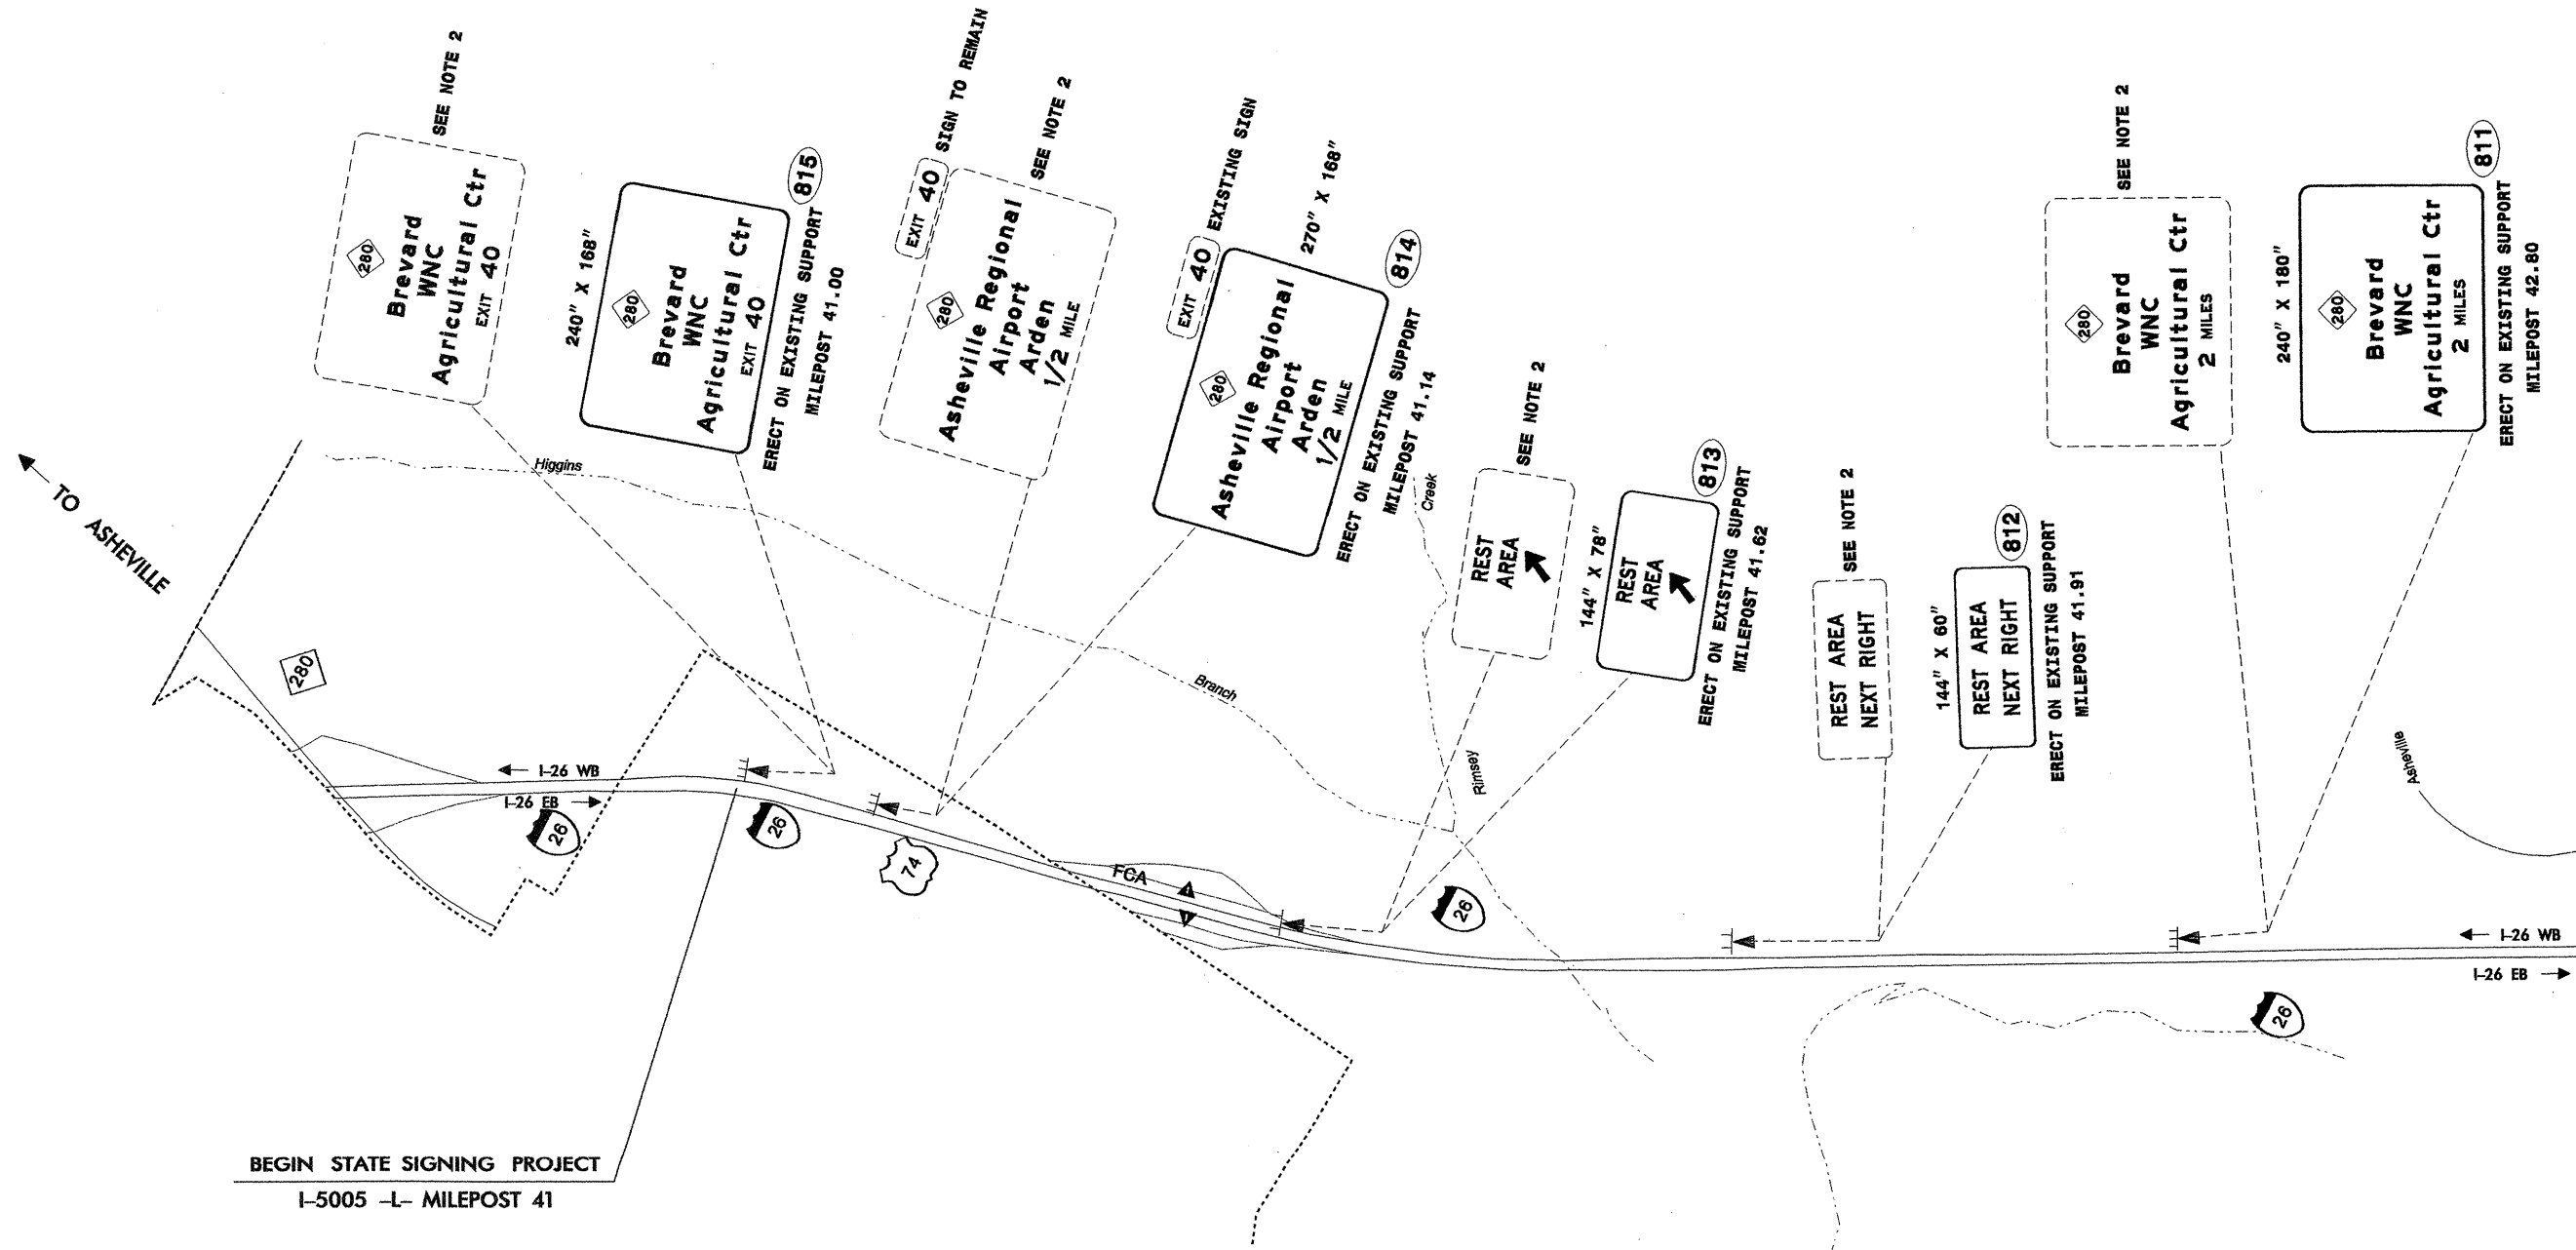 TO ASHEVILLE
280
Brevard
WNC
Agricultural Ctr
EXIT 40
SEE NOTE 2
240" X 168"
280
Brevard
WNC
Agricultural Ctr
EXIT 40
815
ERECT ON EXISTING SUPPORT
MILEPOST 41.00
EXIT 40 SIGN TO REMAIN
280
Asheville Regional
Airport
Arden
1/2 MILE
SEE NOTE 2
EXIT 40 EXISTING SIGN
270" X 168"
280
Asheville Regional
Airport
Arden
1/2 MILE
814
ERECT ON EXISTING SUPPORT
MILEPOST 41.14
REST
AREA
SEE NOTE 2
144" X 78"
REST
AREA
813
ERECT ON EXISTING SUPPORT
MILEPOST 41.62
REST AREA
NEXT RIGHT
SEE NOTE 2
144" X 60"
REST AREA
NEXT RIGHT
812
ERECT ON EXISTING SUPPORT
MILEPOST 41.91
280
Brevard
WNC
Agricultural Ctr
2 MILES
SEE NOTE 2
240" X 180"
280
Brevard
WNC
Agricultural Ctr
2 MILES
811
ERECT ON EXISTING SUPPORT
MILEPOST 42.80
Higgins
Branch
Creek
Rimsey
Asheville
280
I-26 WB
I-26 EB
26
26
74
FCA
26
I-26 WB
I-26 EB
26
BEGIN STATE SIGNING PROJECT
I-5005 -L- MILEPOST 41